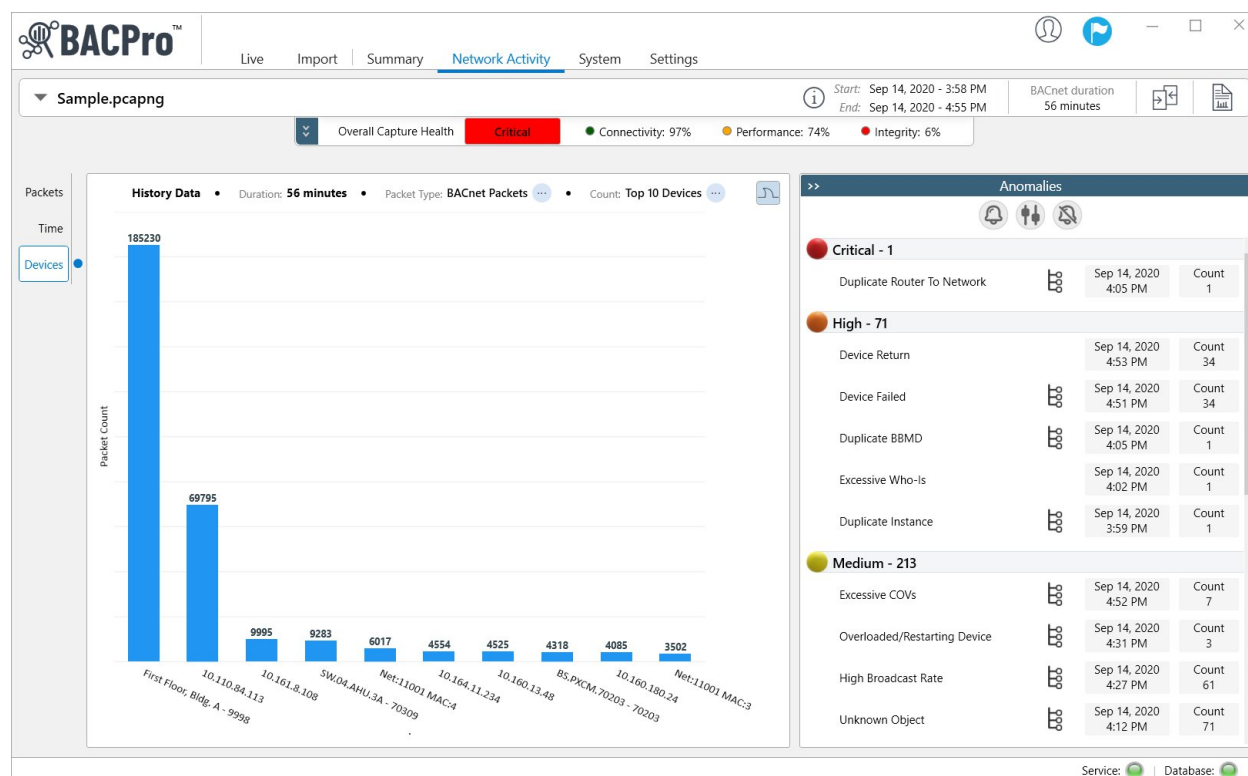 BACPro™
Live Import Summary Network Activity System Settings
Sample.pcapng
Start: Sep 14, 2020 - 3:58 PM
End: Sep 14, 2020 - 4:55 PM
BACnet duration
56 minutes
Overall Capture Health Critical Connectivity: 97% Performance: 74% Integrity: 6%
Packets
Time
Devices
History Data • Duration: 56 minutes • Packet Type: BACnet Packets ... • Count: Top 10 Devices ...
Packet Count
185230
69795
9995
9283
6017
4554
4525
4318
4085
3502
First Floor, Bldg. A - 9998
10.110.84.113
10.161.8.108
SW.04.AHU.3A - 70309
Net:11001 MAC:4
10.164.11.234
10.160.13.48
BS.PXCM.70203 - 70203
10.160.180.24
Net:11001 MAC:3
>> Anomalies
Critical - 1
Duplicate Router To Network Sep 14, 2020 4:05 PM Count 1
High - 71
Device Return Sep 14, 2020 4:53 PM Count 34
Device Failed Sep 14, 2020 4:51 PM Count 34
Duplicate BBMD Sep 14, 2020 4:05 PM Count 1
Excessive Who-Is Sep 14, 2020 4:02 PM Count 1
Duplicate Instance Sep 14, 2020 3:59 PM Count 1
Medium - 213
Excessive COVs Sep 14, 2020 4:52 PM Count 7
Overloaded/Restarting Device Sep 14, 2020 4:31 PM Count 3
High Broadcast Rate Sep 14, 2020 4:27 PM Count 61
Unknown Object Sep 14, 2020 4:12 PM Count 71
Service: | Database: